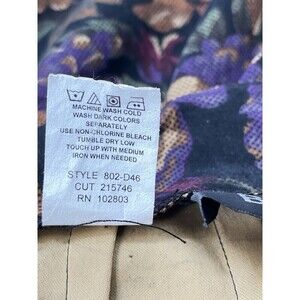 MACHINE WASH COLD
WASH DARK COLORS
SEPARATELY
USE NON-CHLORINE BLEACH
TUMBLE DRY LOW
TOUCH UP WITH MEDIUM
IRON WHEN NEEDED
STYLE 802-D46
CUT 215746
RN 102803